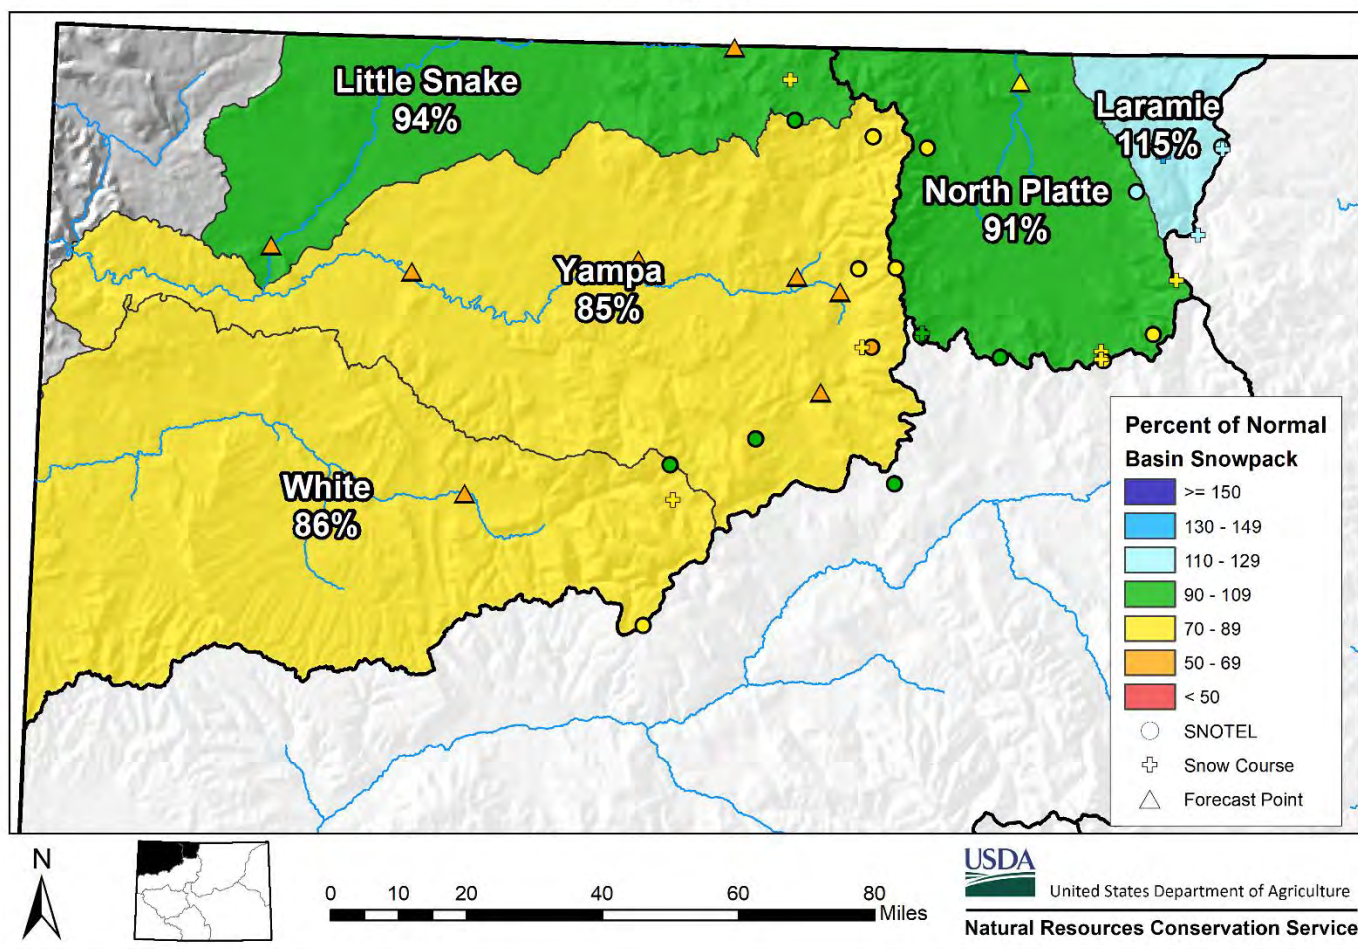 Little Snake
94%
Laramie
115%
North Platte
91%
Yampa
85%
White
86%
Percent of Normal
Basin Snowpack
>= 150
130 - 149
110 - 129
90 - 109
70 - 89
50 - 69
< 50
SNOTEL
Snow Course
Forecast Point
N
0 10 20 40 60 80
Miles
USDA
United States Department of Agriculture
Natural Resources Conservation Service